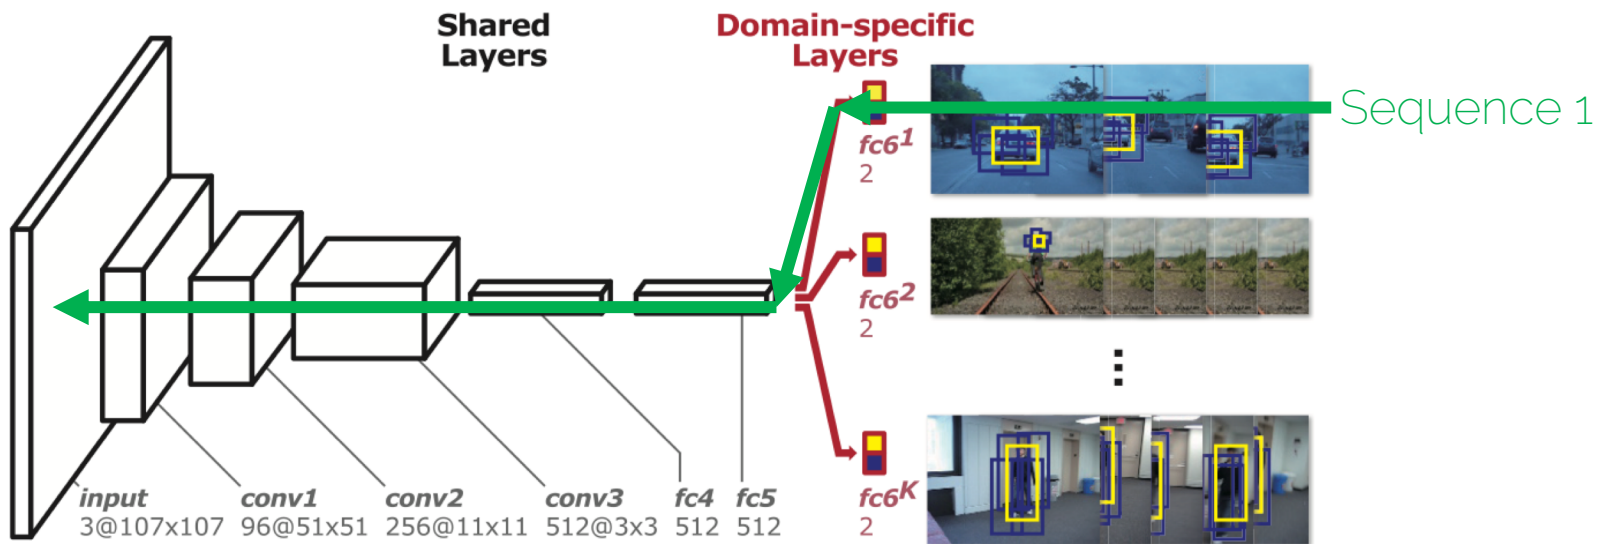 Shared
Layers
Domain-specific
Layers
Sequence 1
fc6¹
2
fc6²
2
fc6ᴷ
2
input
3@107x107
conv1
96@51x51
conv2
256@11x11
conv3
512@3x3
fc4
512
fc5
512